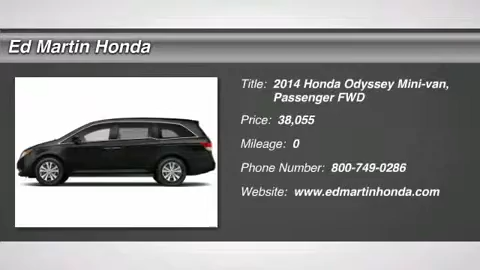 Ed Martin Honda
Title: 2014 Honda Odyssey Mini-van,
Passenger FWD
Price: 38,055
Mileage: 0
Phone Number: 800-749-0286
Website: www.edmartinhonda.com